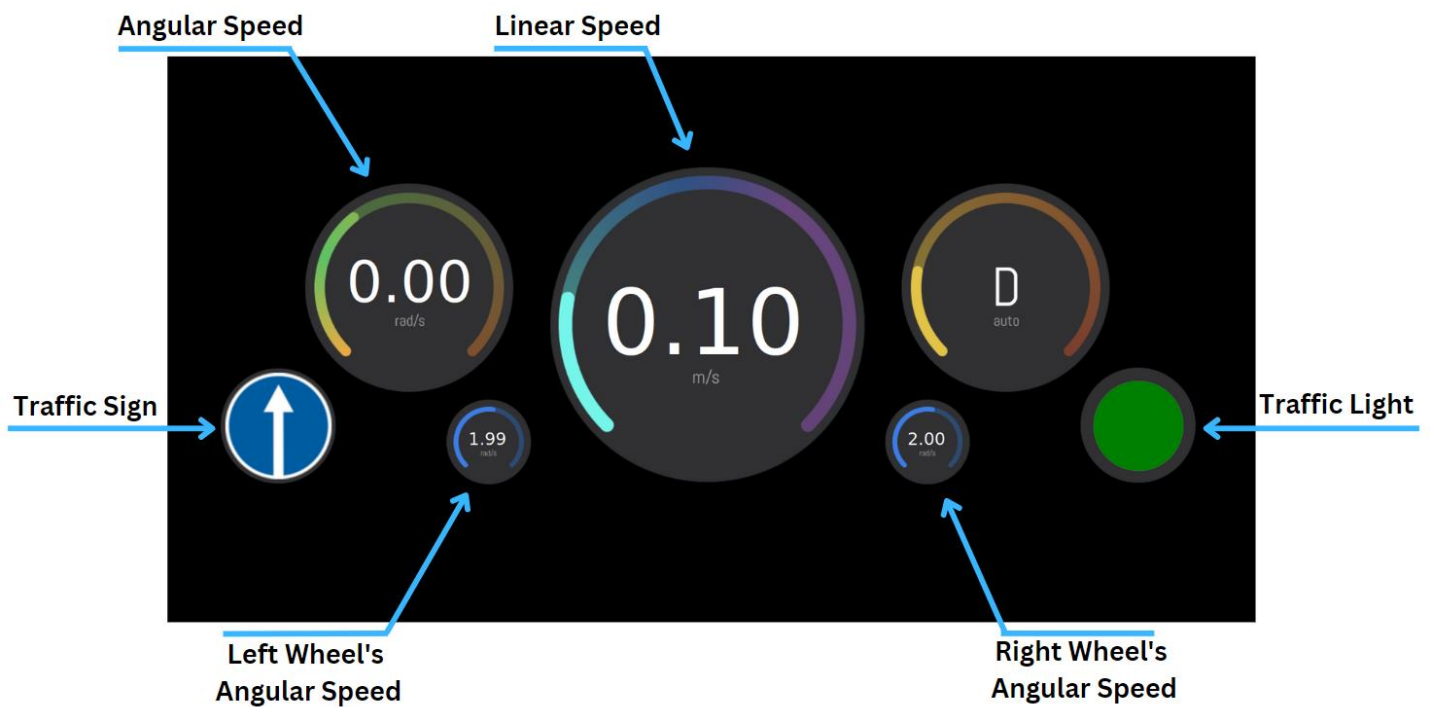 Angular Speed
Linear Speed
0.00
rad/s
0.10
m/s
D
auto
Traffic Sign
Traffic Light
1.99
rad/s
2.00
rad/s
Left Wheel's
Angular Speed
Right Wheel's
Angular Speed